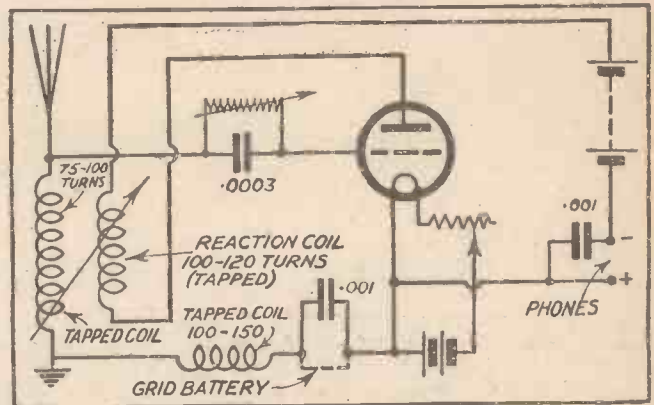 75-100
TURNS
.0003
REACTION COIL
100-120 TURNS
(TAPPED)
TAPPED COIL
TAPPED COIL
100-150)
.001
GRID BATTERY
.001
-
+
PHONES